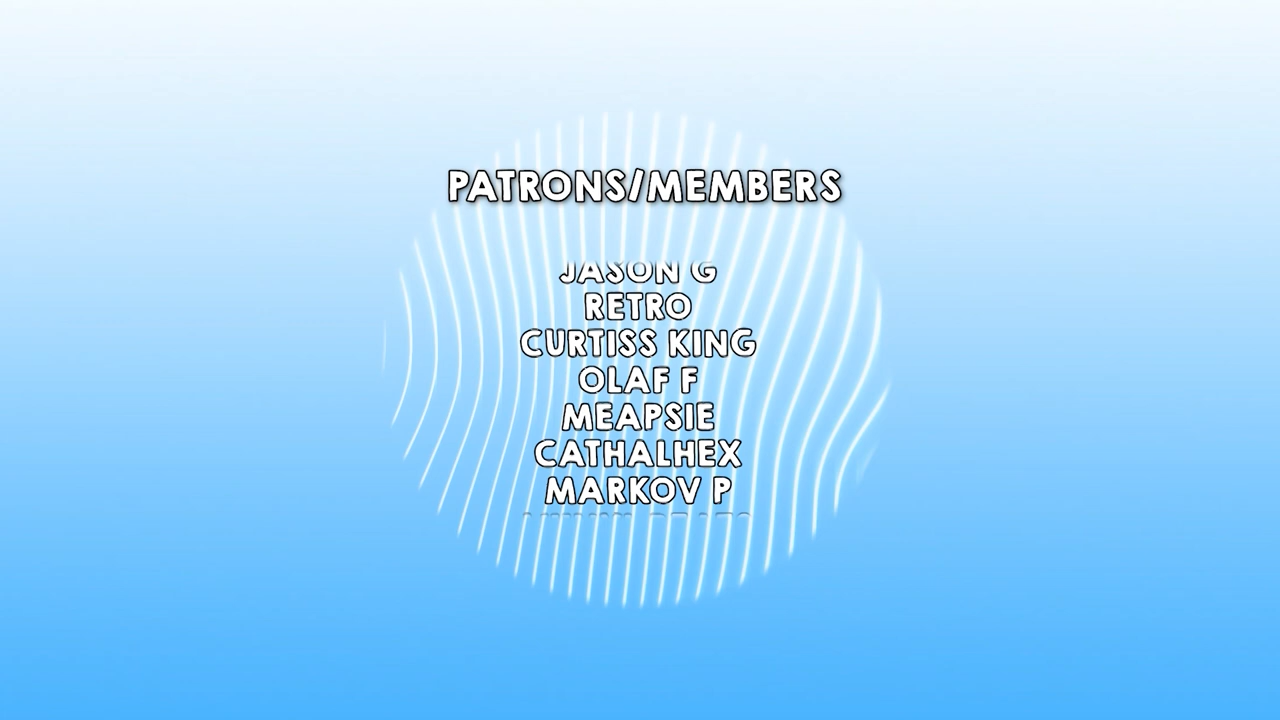 PATRONS/MEMBERS
JASON G
RETRO
CURTISS KING
OLAF F
MEAPSIE
CATHALHEX
MARKOV P